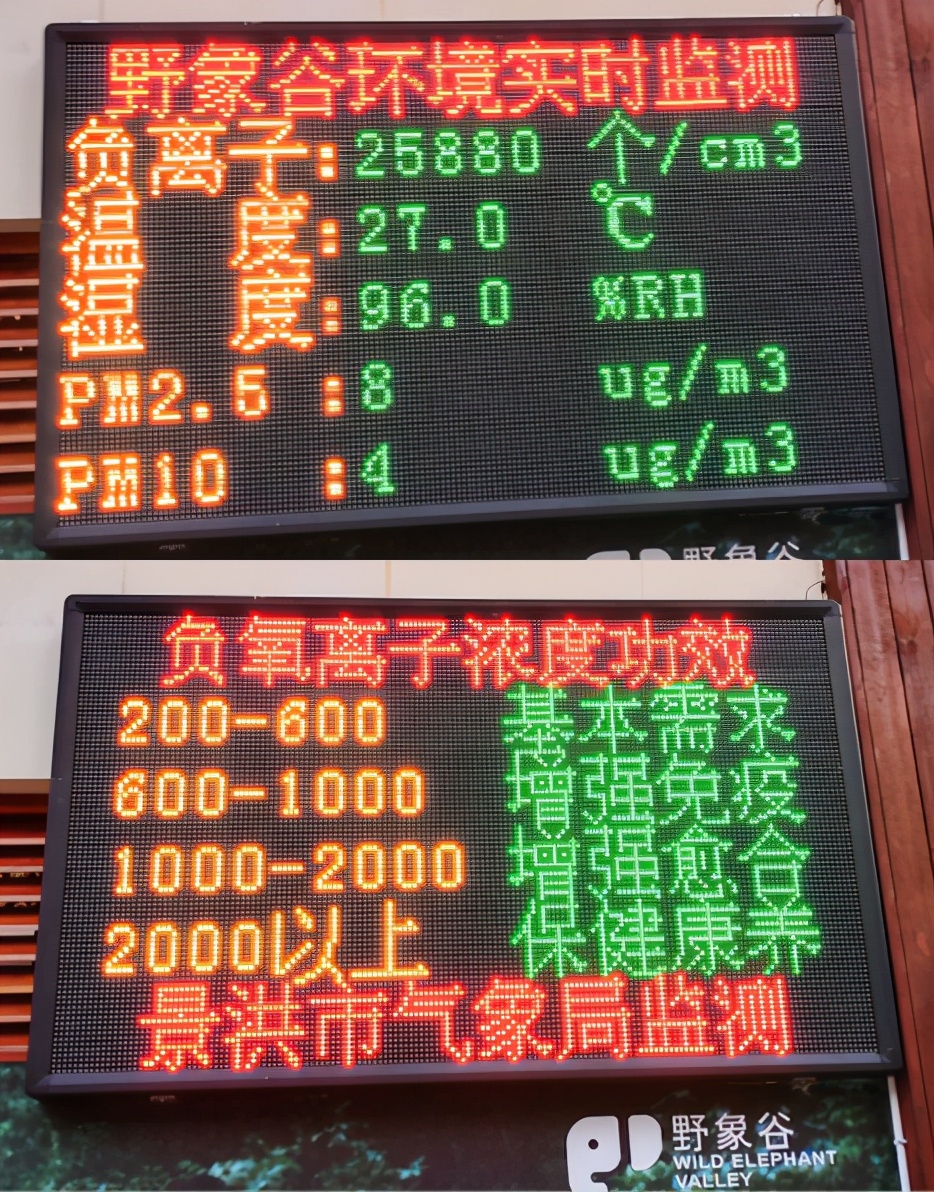 野象谷环境实时监测
负离子:25880 个/cm3
温 度:27.0 ℃
湿 度:96.0 %RH
PM2.5 :8 ug/m3
PM10 :4 ug/m3
野象谷
负氧离子浓度功效
200-600 基本需求
600-1000 增强免疫
1000-2000 增强愈合
2000以上 保健康养
景洪市气象局监测
野象谷
WILD ELEPHANT
VALLEY